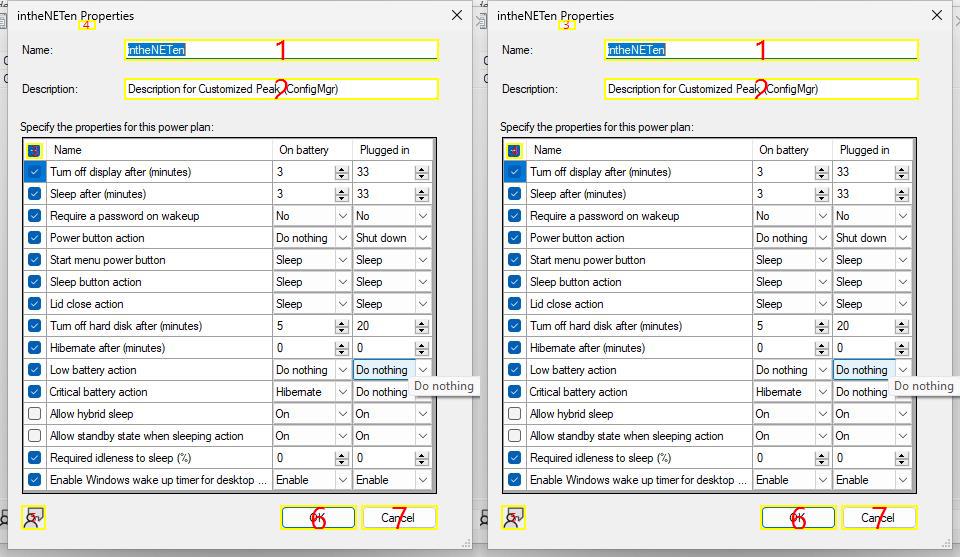 intheNETen Properties
4
Name:
intheNETen
1
Description:
Description for Customized Peak (ConfigMgr)
2
Specify the properties for this power plan:
Name On battery Plugged in
Turn off display after (minutes) 3 33
Sleep after (minutes) 3 33
Require a password on wakeup No No
Power button action Do nothing Shut down
Start menu power button Sleep Sleep
Sleep button action Sleep Sleep
Lid close action Sleep Sleep
Turn off hard disk after (minutes) 5 20
Hibernate after (minutes) 0 0
Low battery action Do nothing Do nothing
Do nothing
Critical battery action Hibernate Do nothing
Allow hybrid sleep On On
Allow standby state when sleeping action On On
Required idleness to sleep (%) 0 0
Enable Windows wake up timer for desktop ... Enable Enable
OK Cancel
6 7
intheNETen Properties
3
Name:
intheNETen
1
Description:
Description for Customized Peak (ConfigMgr)
2
Specify the properties for this power plan:
Name On battery Plugged in
Turn off display after (minutes) 3 33
Sleep after (minutes) 3 33
Require a password on wakeup No No
Power button action Do nothing Shut down
Start menu power button Sleep Sleep
Sleep button action Sleep Sleep
Lid close action Sleep Sleep
Turn off hard disk after (minutes) 5 20
Hibernate after (minutes) 0 0
Low battery action Do nothing Do nothing
Do nothing
Critical battery action Hibernate Do nothing
Allow hybrid sleep On On
Allow standby state when sleeping action On On
Required idleness to sleep (%) 0 0
Enable Windows wake up timer for desktop ... Enable Enable
OK Cancel
6 7